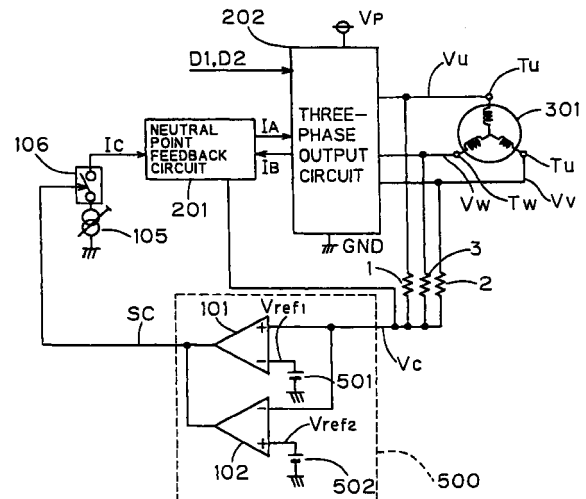 202
VP
D1,D2
Vu
Tu
301
THREE-
PHASE
OUTPUT
CIRCUIT
NEUTRAL
POINT
FEEDBACK
CIRCUIT
IC
IA
IB
106
201
105
Tu
Vw
Tw
Vv
GND
1
3
2
SC
101
Vref1
+
−
501
Vc
−
+
Vref2
102
502
500